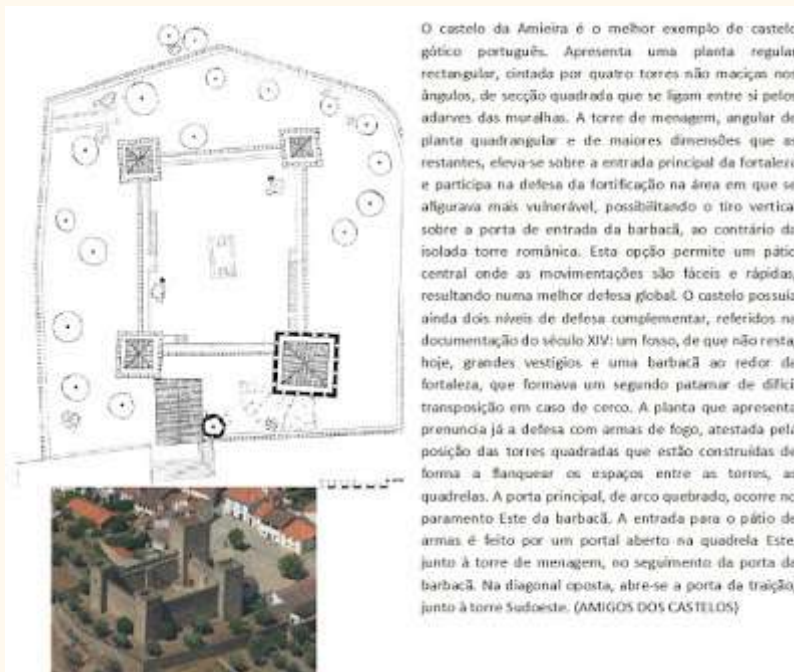 O castelo da Amieira é o melhor exemplo de castelo
gótico português. Apresenta uma planta regular
rectangular, cintada por quatro torres não maciças nos
ângulos, de secção quadrada que se ligam entre si pelos
adarves das muralhas. A torre de menagem, angular de
planta quadrangular e de maiores dimensões que as
restantes, eleva-se sobre a entrada principal da fortaleza
e participa na defesa da fortificação na área em que se
afigurava mais vulnerável, possibilitando o tiro vertical
sobre a porta de entrada da barbacã, ao contrário da
isolada torre românica. Esta opção permite um pátio
central onde as movimentações são fáceis e rápidas,
resultando numa melhor defesa global. O castelo possuía
ainda dois níveis de defesa complementar, referidos na
documentação do século XIV: um fosso, de que não resta,
hoje, grandes vestígios e uma barbacã ao redor da
fortaleza, que formava um segundo patamar de difícil
transposição em caso de cerco. A planta que apresenta
prenuncia já a defesa com armas de fogo, atestada pela
posição das torres quadradas que estão construídas de
forma a flanquear os espaços entre as torres, as
quadrelas. A porta principal, de arco quebrado, ocorre no
paramento Este da barbacã. A entrada para o pátio de
armas é feito por um portal aberto na quadrela Este,
junto à torre de menagem, no seguimento da porta da
barbacã. Na diagonal oposta, abre-se a porta da traição,
junto à torre Sudoeste. (AMIGOS DOS CASTELOS)